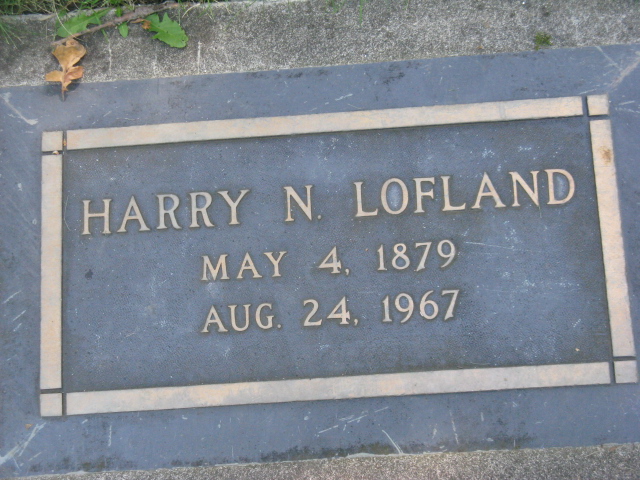 HARRY N. LOFLAND
MAY 4, 1879
AUG. 24, 1967